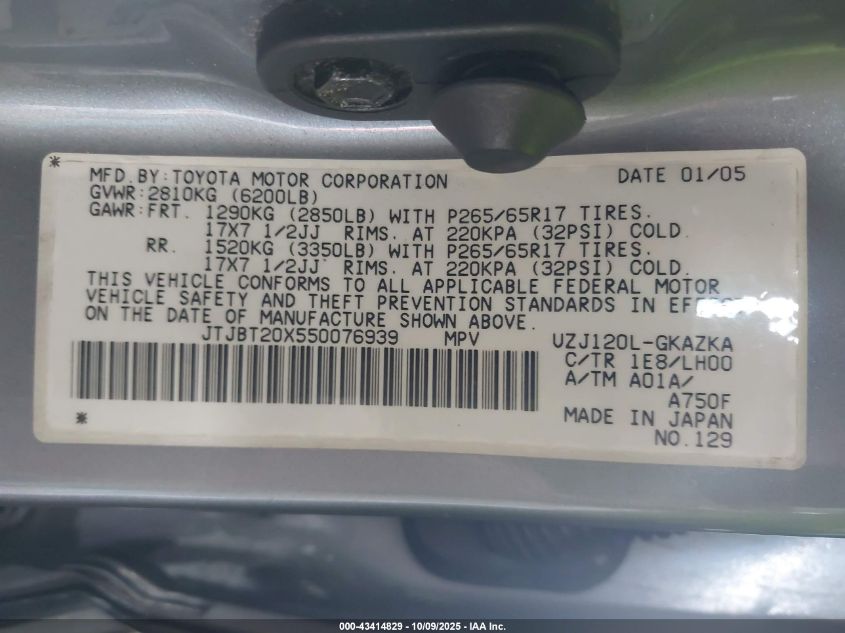 * MFD.BY:TOYOTA MOTOR CORPORATION DATE 01/05
GVWR:2810KG (6200LB)
GAWR:FRT. 1290KG (2850LB) WITH P265/65R17 TIRES.
17X7 1/2JJ RIMS. AT 220KPA (32PSI) COLD.
RR. 1520KG (3350LB) WITH P265/65R17 TIRES.
17X7 1/2JJ RIMS. AT 220KPA (32PSI) COLD.
THIS VEHICLE CONFORMS TO ALL APPLICABLE FEDERAL MOTOR
VEHICLE SAFETY AND THEFT PREVENTION STANDARDS IN EFFECT
ON THE DATE OF MANUFACTURE SHOWN ABOVE.
JTJBT20X550076939 MPV UZJ120L-GKAZKA
C/TR 1E8/LH00
A/TM A01A/
A750F
* MADE IN JAPAN
NO.129
000-43414829 - 10/09/2025 - IAA Inc.